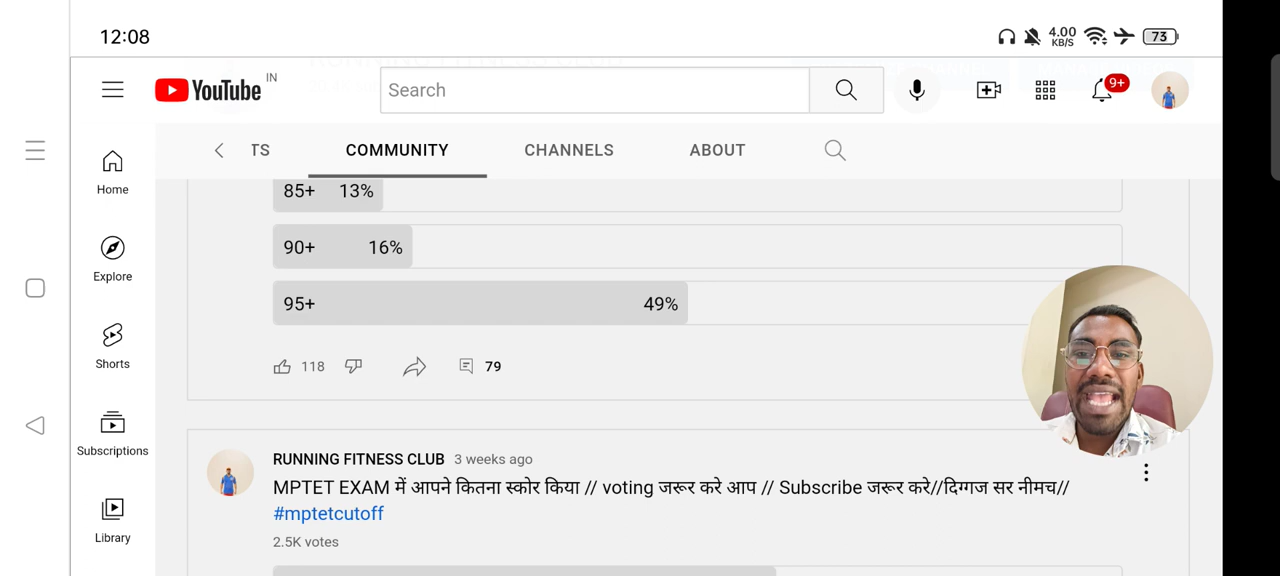 12:08
4.00
KB/S
73
YouTube IN
Search
9+
TS
COMMUNITY
CHANNELS
ABOUT
Home
85+ 13%
90+ 16%
Explore
95+ 49%
Shorts
118
79
Subscriptions
RUNNING FITNESS CLUB 3 weeks ago
MPTET EXAM में आपने कितना स्कोर किया // voting जरूर करे आप // Subscribe जरूर करे//दिग्गज सर नीमच//
#mptetcutoff
Library
2.5K votes